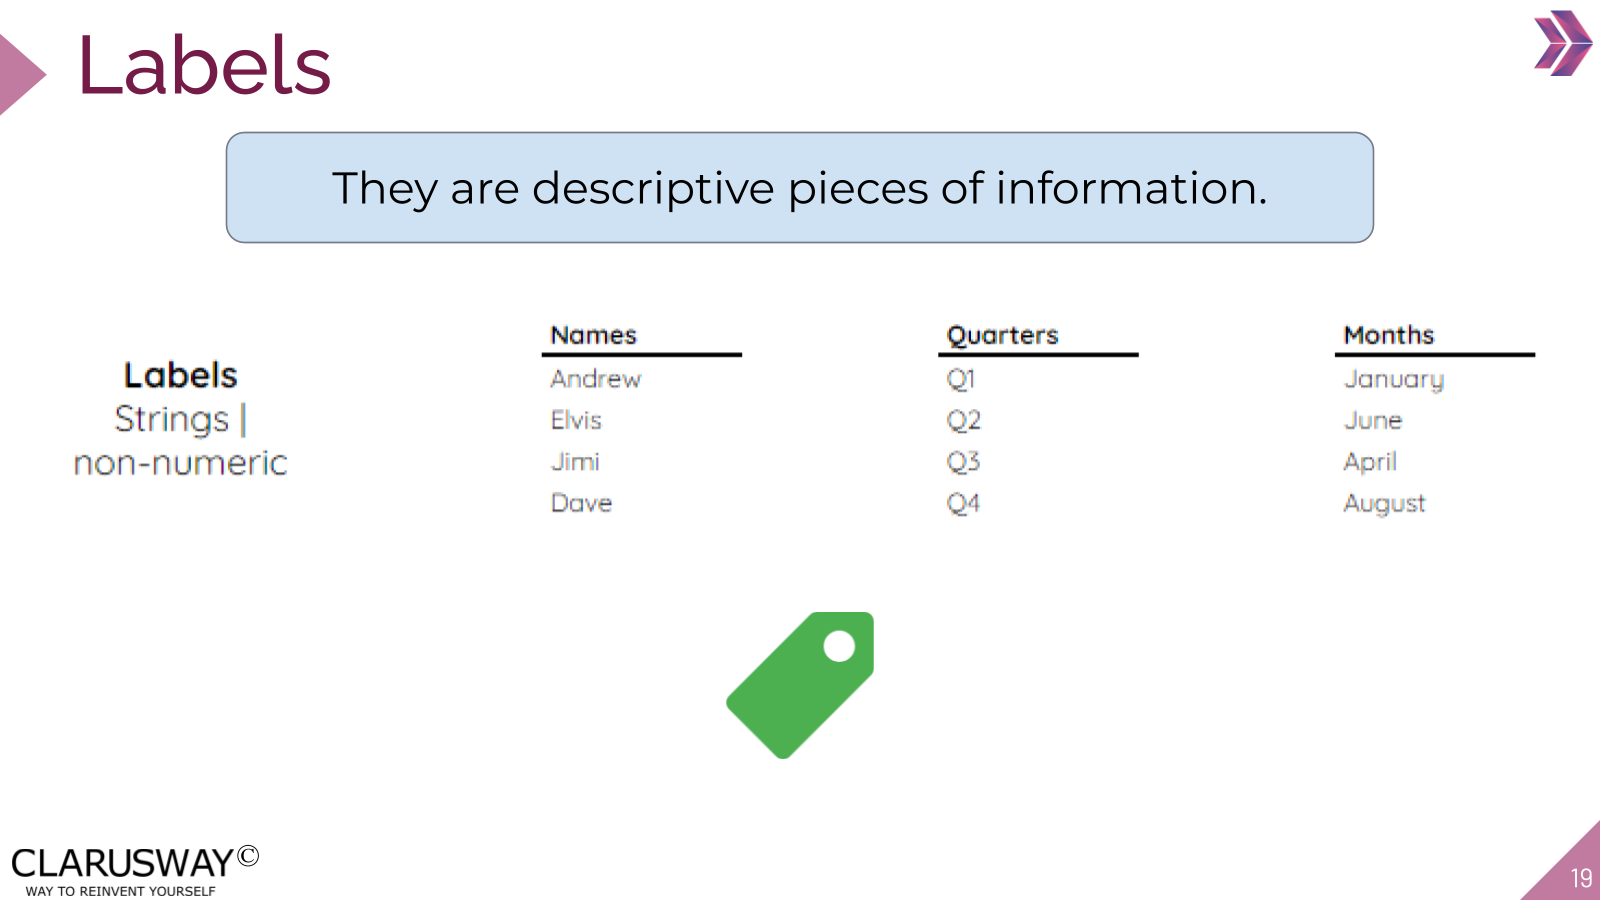 Labels
They are descriptive pieces of information.
Labels
Strings |
non-numeric
Names
Andrew
Elvis
Jimi
Dave
Quarters
Q1
Q2
Q3
Q4
Months
January
June
April
August
CLARUSWAY©
WAY TO REINVENT YOURSELF
19